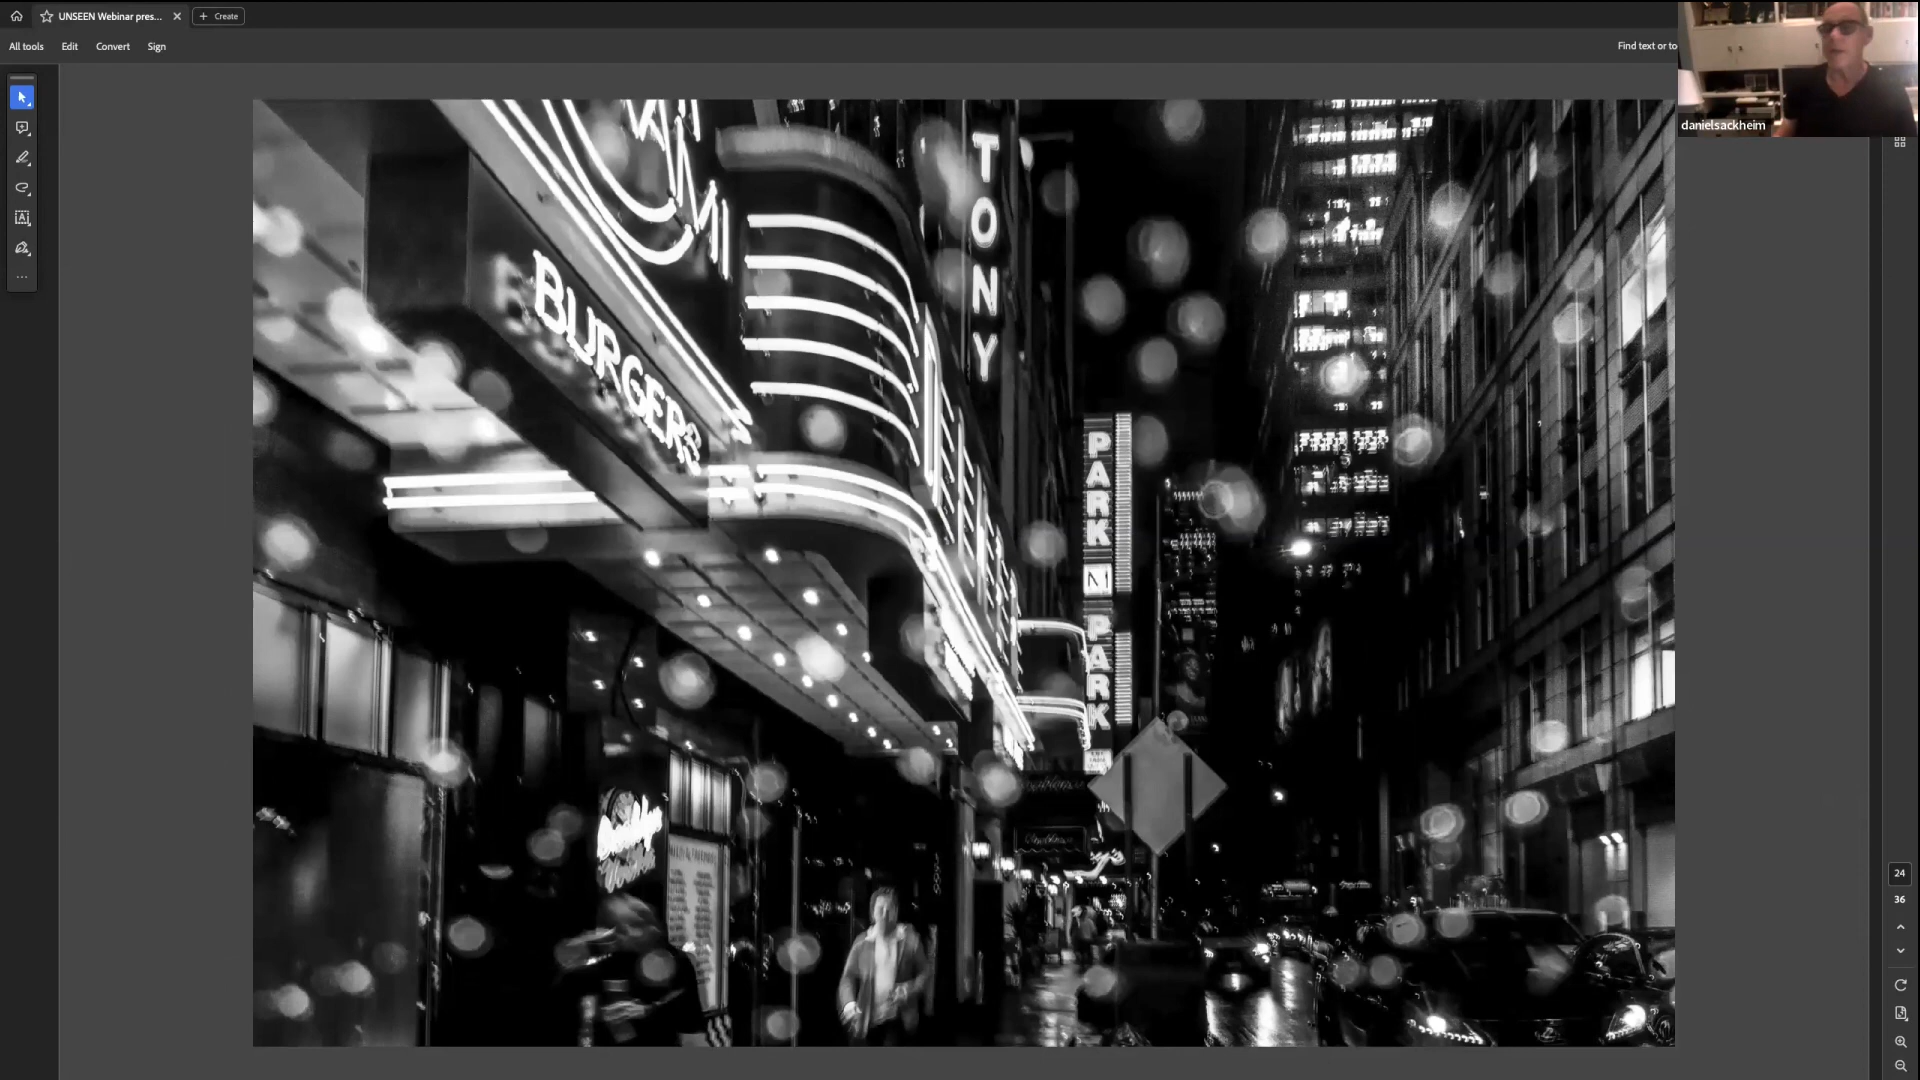 UNSEEN Webinar pres...
Create
All tools
Edit
Convert
Sign
Find text or to
danielsackheim
BURGERS
TONY
PARK
PARK
24
36